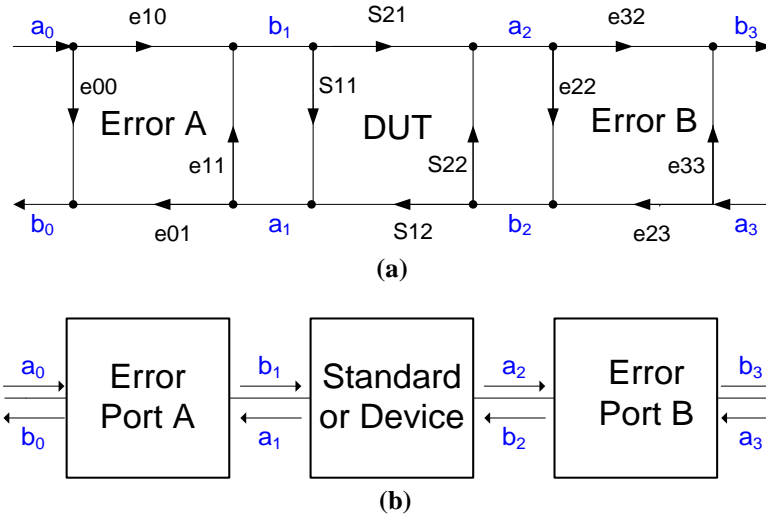 a₀ e10 b₁ S21 a₂ e32 b₃
e00 S11 e22
Error A DUT Error B
e11 S22 e33
b₀ e01 a₁ S12 b₂ e23 a₃
(a)
a₀ b₁ a₂ b₃
Error Standard Error
Port A or Device Port B
b₀ a₁ b₂ a₃
(b)